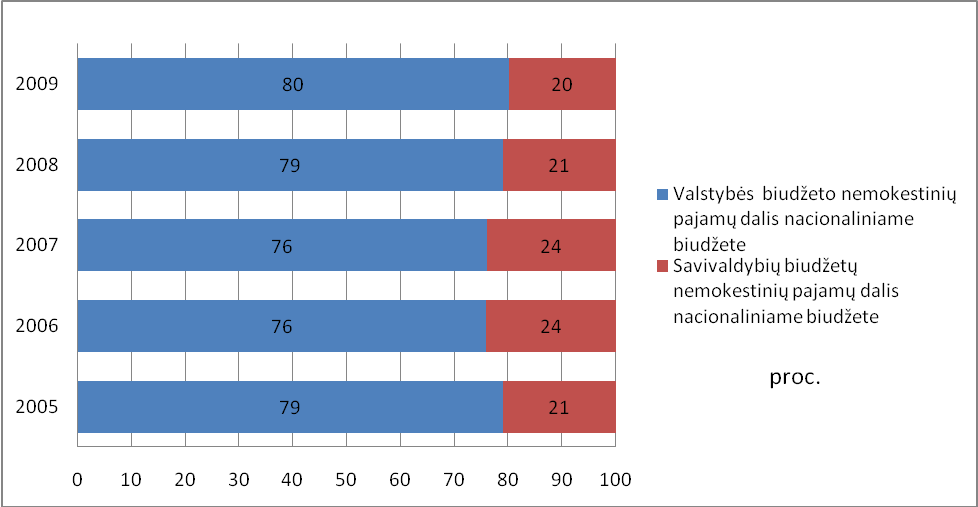 2009
80
20
2008
79
21
2007
76
24
2006
76
24
2005
79
21
0 10 20 30 40 50 60 70 80 90 100
Valstybės biudžeto nemokestinių
pajamų dalis nacionaliniame
biudžete
Savivaldybių biudžetų
nemokestinių pajamų dalis
nacionaliniame biudžete
proc.